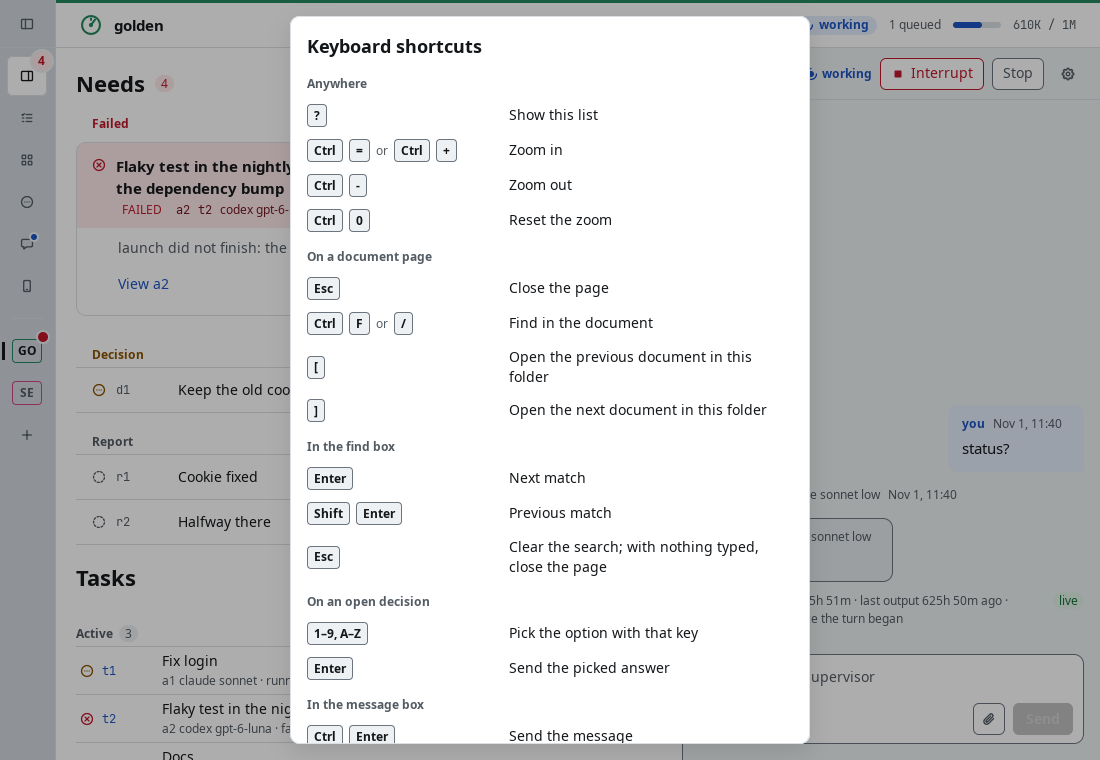 golden
working
1 queued
610K / 1M
4
Needs 4
working
Interrupt
Stop
Failed
Flaky test in the nightly
the dependency bump
FAILED a2 t2 codex gpt-6-
launch did not finish: the
View a2
GO
SE
Decision
d1 Keep the old coo
Report
r1 Cookie fixed
r2 Halfway there
Tasks
Active 3
t1 Fix login
a1 claude sonnet · runn
t2 Flaky test in the nig
a2 codex gpt-6-luna · fa
Docs
Keyboard shortcuts
Anywhere
? Show this list
Ctrl = or Ctrl + Zoom in
Ctrl - Zoom out
Ctrl 0 Reset the zoom
On a document page
Esc Close the page
Ctrl F or / Find in the document
[ Open the previous document in this
folder
] Open the next document in this folder
In the find box
Enter Next match
Shift Enter Previous match
Esc Clear the search; with nothing typed,
close the page
On an open decision
1–9, A–Z Pick the option with that key
Enter Send the picked answer
In the message box
Ctrl Enter Send the message
you Nov 1, 11:40
status?
e sonnet low Nov 1, 11:40
sonnet low
5h 51m · last output 625h 50m ago ·
live
e the turn began
upervisor
Send